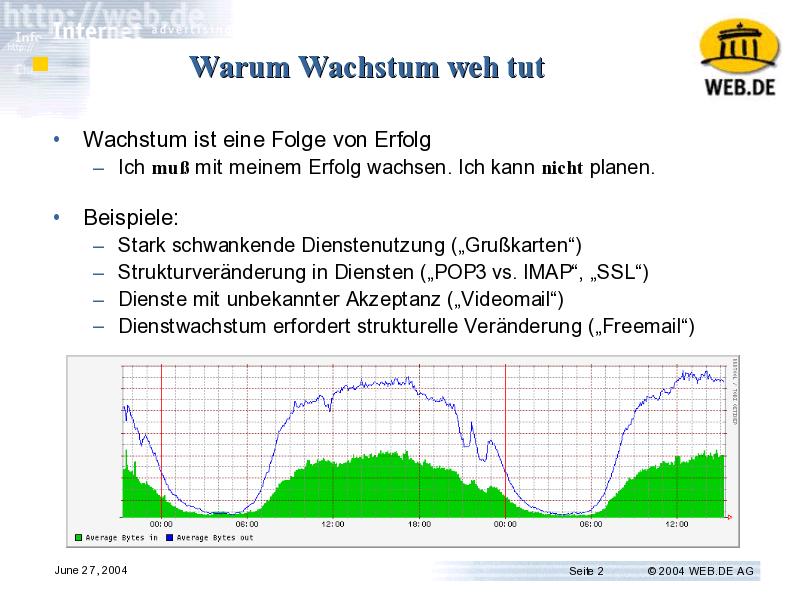 http://web.de
Internet advertising
Info
http://
Warum Wachstum weh tut
WEB.DE
• Wachstum ist eine Folge von Erfolg
– Ich muß mit meinem Erfolg wachsen. Ich kann nicht planen.
• Beispiele:
– Stark schwankende Dienstenutzung („Grußkarten“)
– Strukturveränderung in Diensten („POP3 vs. IMAP“, „SSL“)
– Dienste mit unbekannter Akzeptanz („Videomail“)
– Dienstwachstum erfordert strukturelle Veränderung („Freemail“)
RRDTOOL / TOBI OETIKER
00:00 06:00 12:00 18:00 00:00 06:00 12:00
Average Bytes in Average Bytes out
June 27, 2004 Seite 2 © 2004 WEB.DE AG